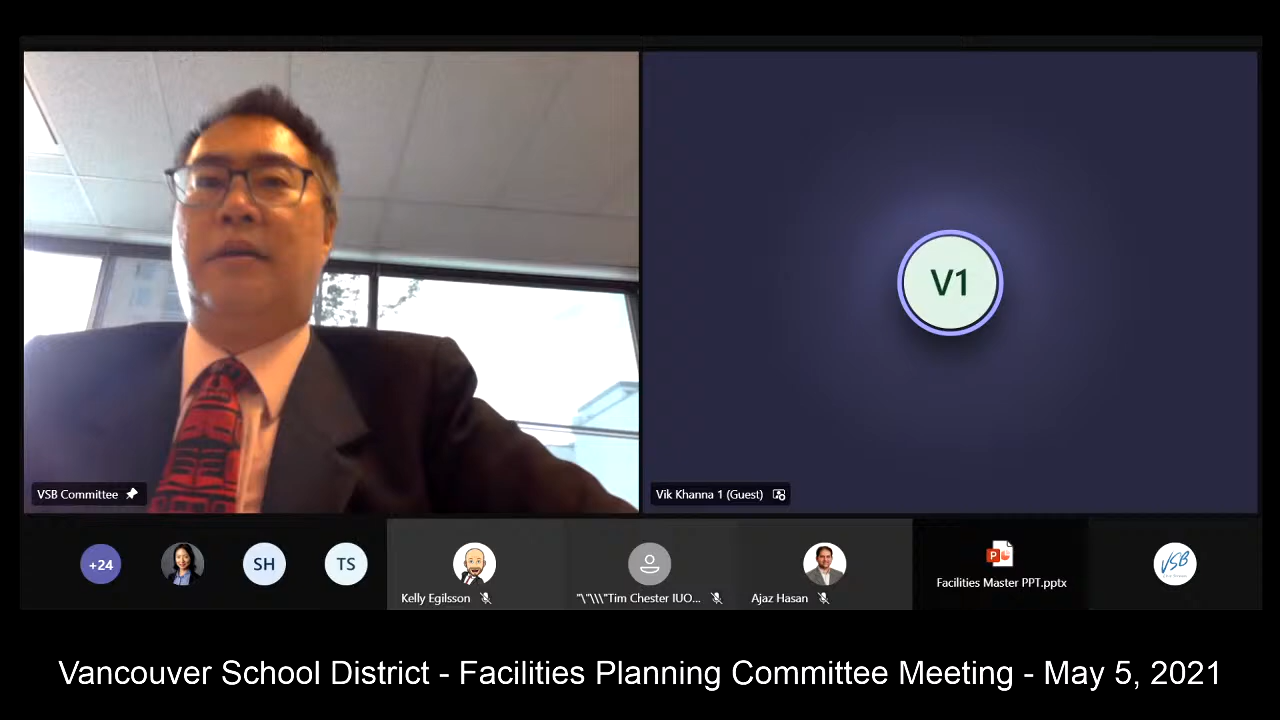 V1
VSB Committee
Vik Khanna 1 (Guest)
+24
SH
TS
Kelly Egilsson
"\"\\\"Tim Chester IUO...
Ajaz Hasan
P
Facilities Master PPT.pptx
VSB
Vancouver School District - Facilities Planning Committee Meeting - May 5, 2021